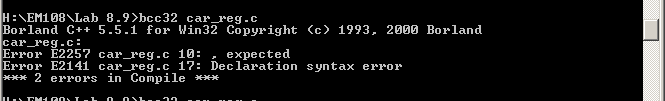 H:\EM108\Lab 8.9>bcc32 car_reg.c
Borland C++ 5.5.1 for Win32 Copyright (c) 1993, 2000 Borland
car_reg.c:
Error E2257 car_reg.c 10: , expected
Error E2141 car_reg.c 17: Declaration syntax error
*** 2 errors in Compile ***
H:\EM108\Lab 8.9>bcc32 car_reg.c